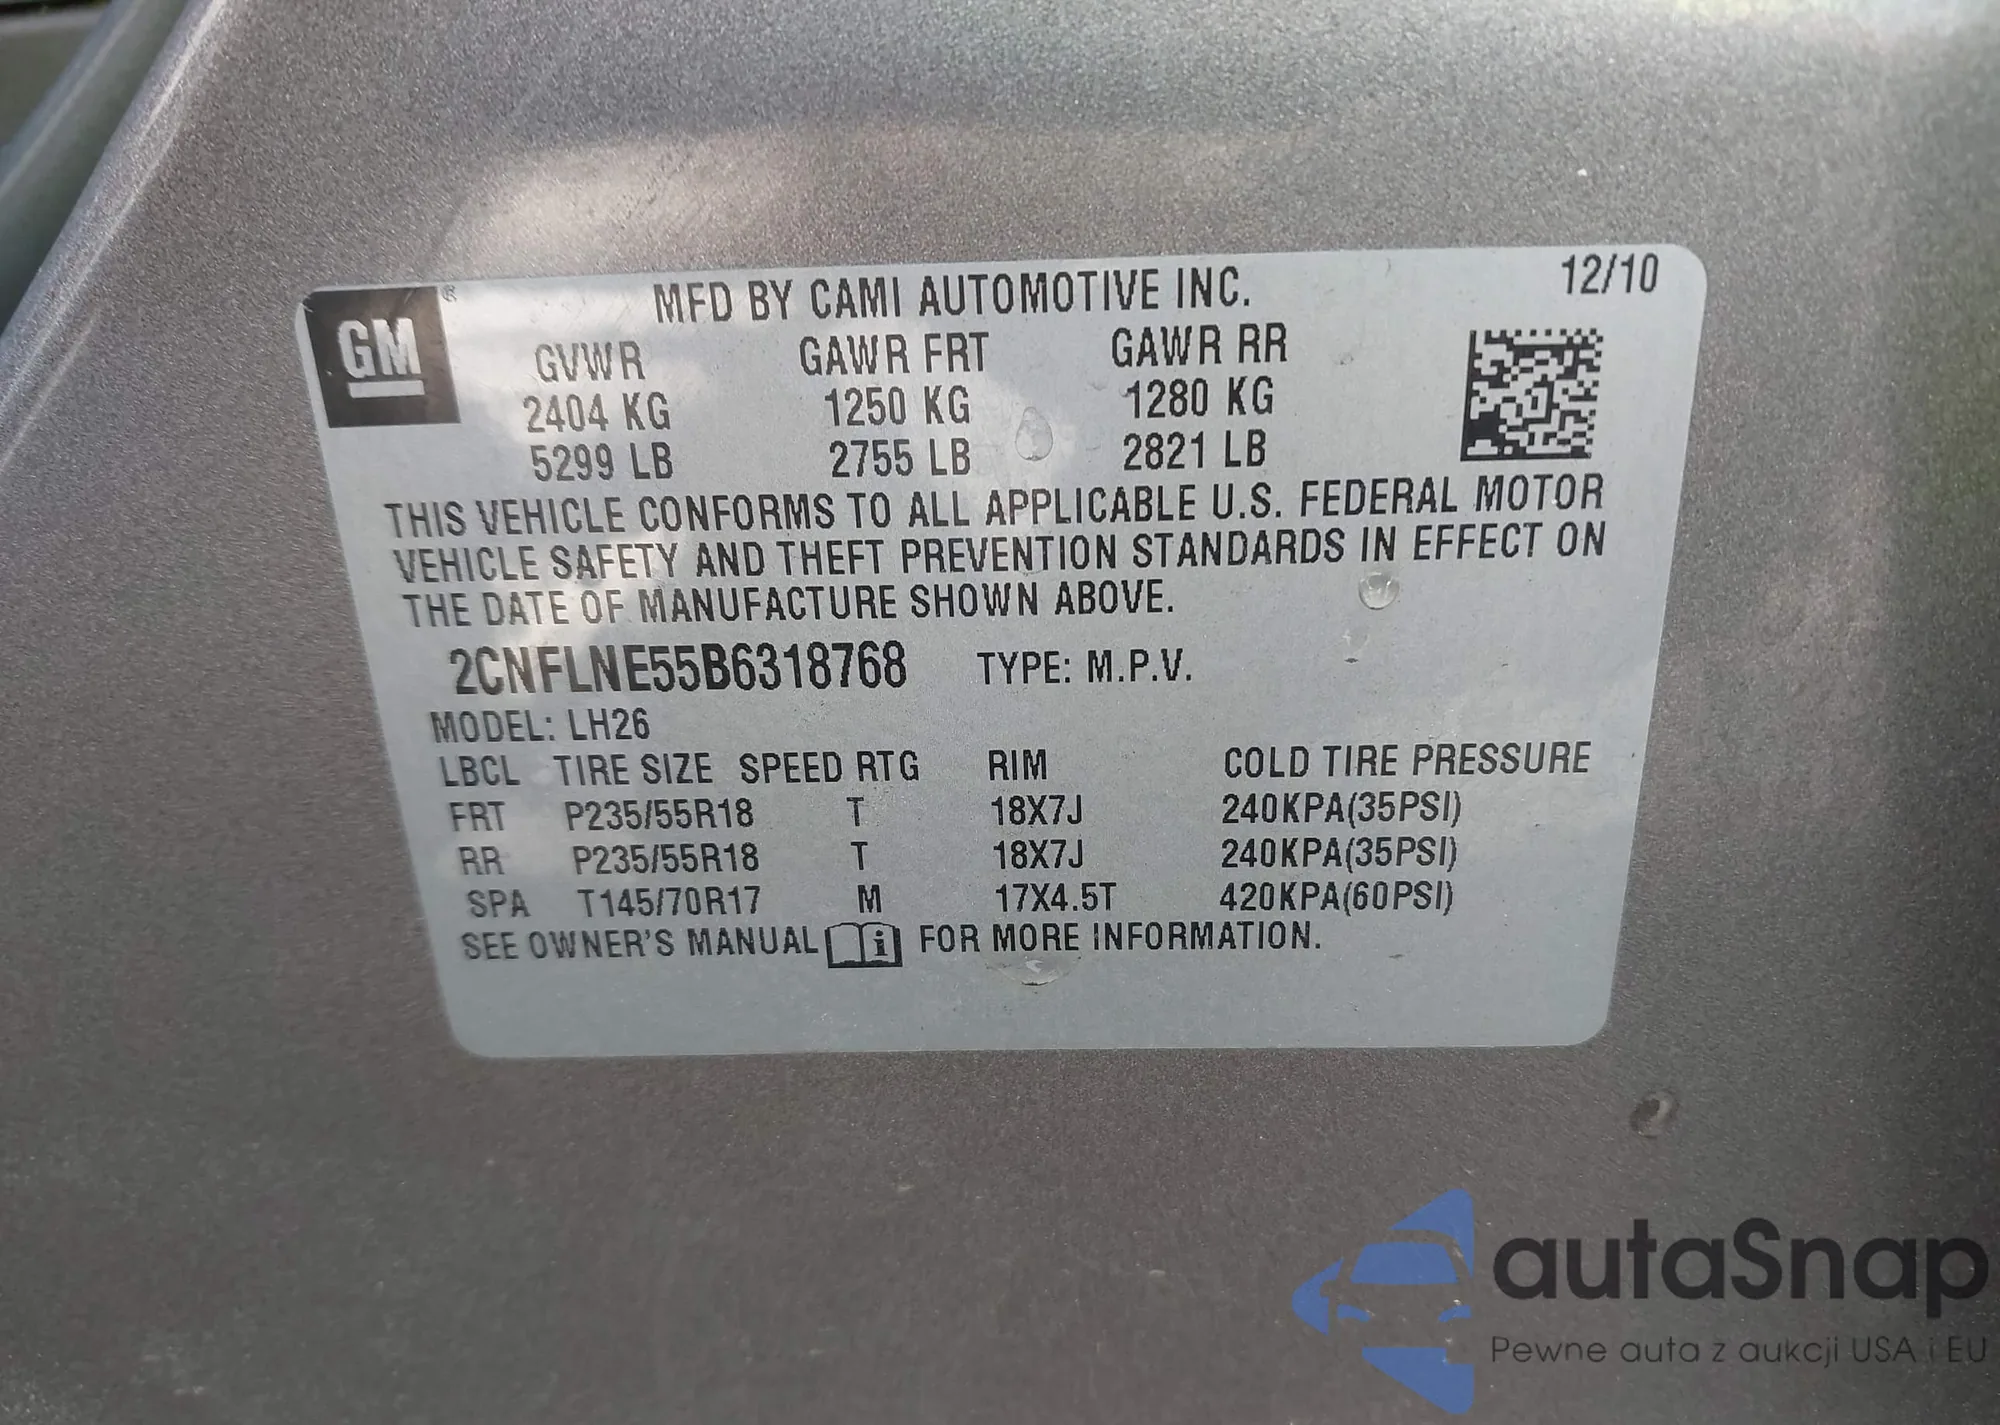 GM ® MFD BY CAMI AUTOMOTIVE INC. 12/10
GVWR GAWR FRT GAWR RR
2404 KG 1250 KG 1280 KG
5299 LB 2755 LB 2821 LB
THIS VEHICLE CONFORMS TO ALL APPLICABLE U.S. FEDERAL MOTOR
VEHICLE SAFETY AND THEFT PREVENTION STANDARDS IN EFFECT ON
THE DATE OF MANUFACTURE SHOWN ABOVE.
2CNFLNE55B6318768 TYPE: M.P.V.
MODEL: LH26
LBCL TIRE SIZE SPEED RTG RIM COLD TIRE PRESSURE
FRT P235/55R18 T 18X7J 240KPA(35PSI)
RR P235/55R18 T 18X7J 240KPA(35PSI)
SPA T145/70R17 M 17X4.5T 420KPA(60PSI)
SEE OWNER'S MANUAL i FOR MORE INFORMATION.
autaSnap
Pewne auta z aukcji USA i EU